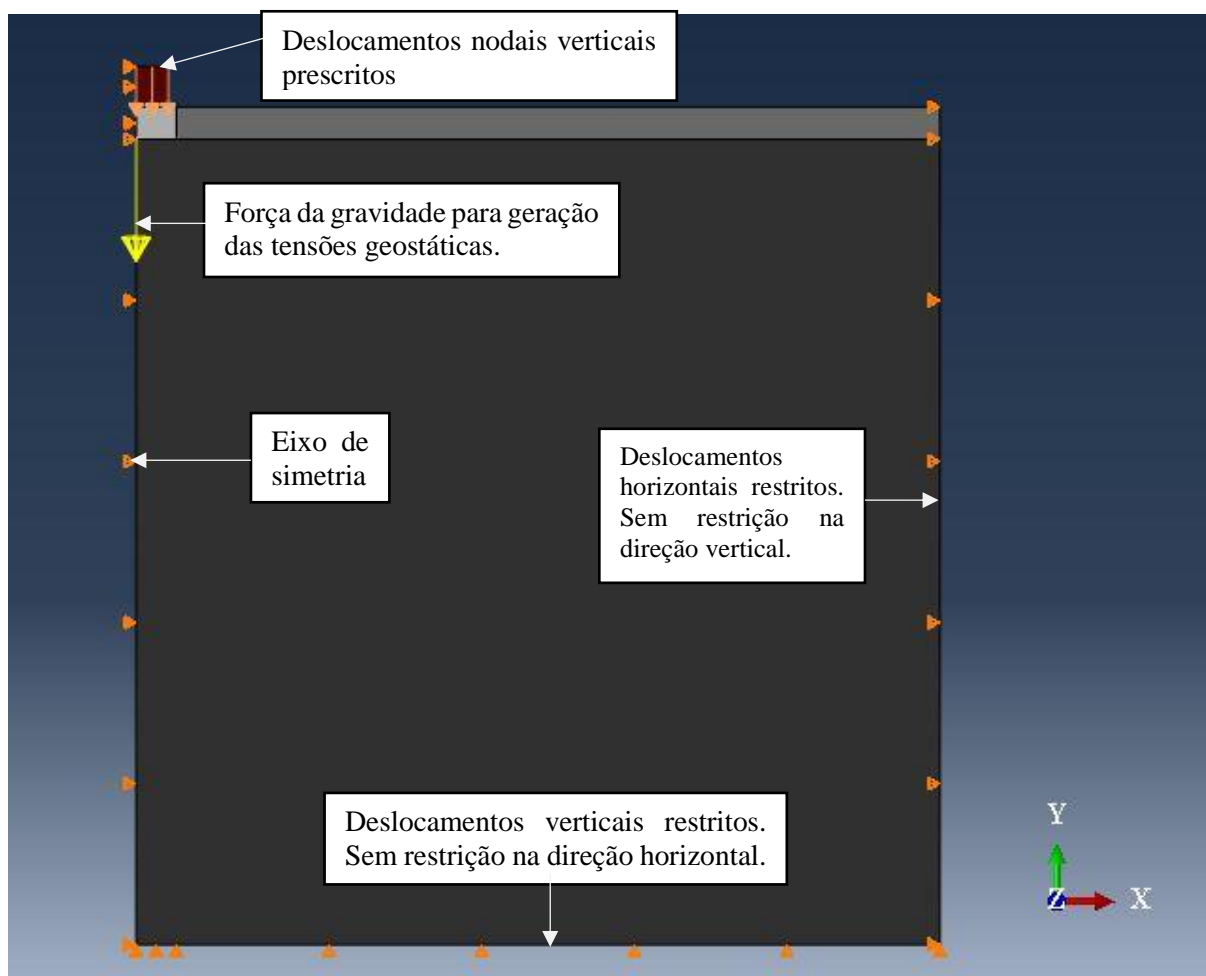 Deslocamentos nodais verticais
prescritos
Força da gravidade para geração
das tensões geostáticas.
Eixo de
simetria
Deslocamentos
horizontais restritos.
Sem restrição na
direção vertical.
Deslocamentos verticais restritos.
Sem restrição na direção horizontal.
Y
Z
X